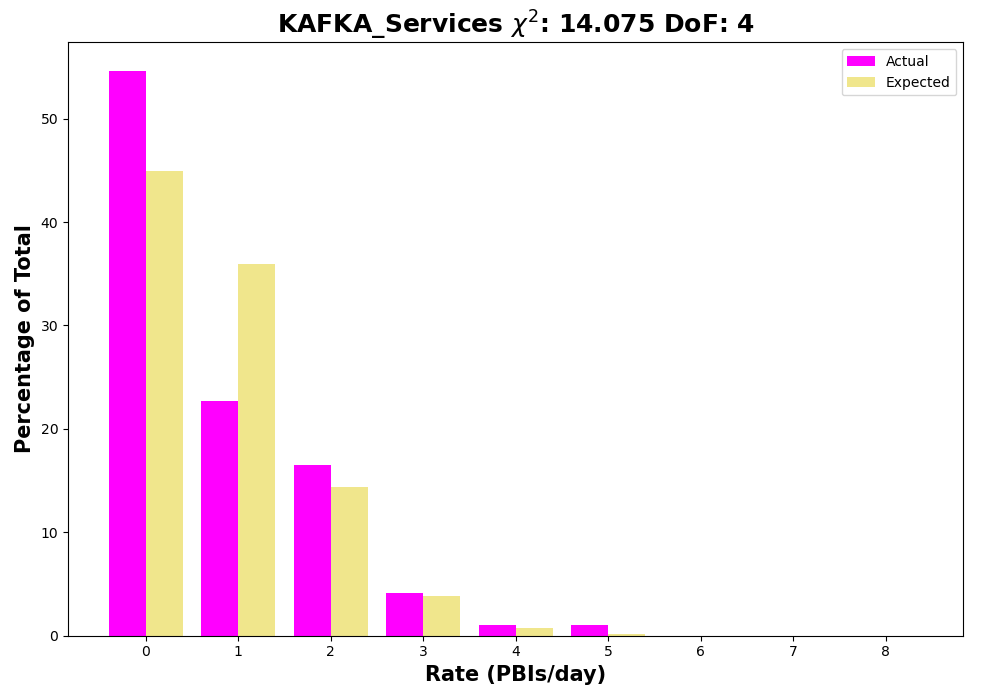 KAFKA_Services χ²: 14.075 DoF: 4
Actual
Expected
Percentage of Total
50
40
30
20
10
0
0 1 2 3 4 5 6 7 8
Rate (PBIs/day)